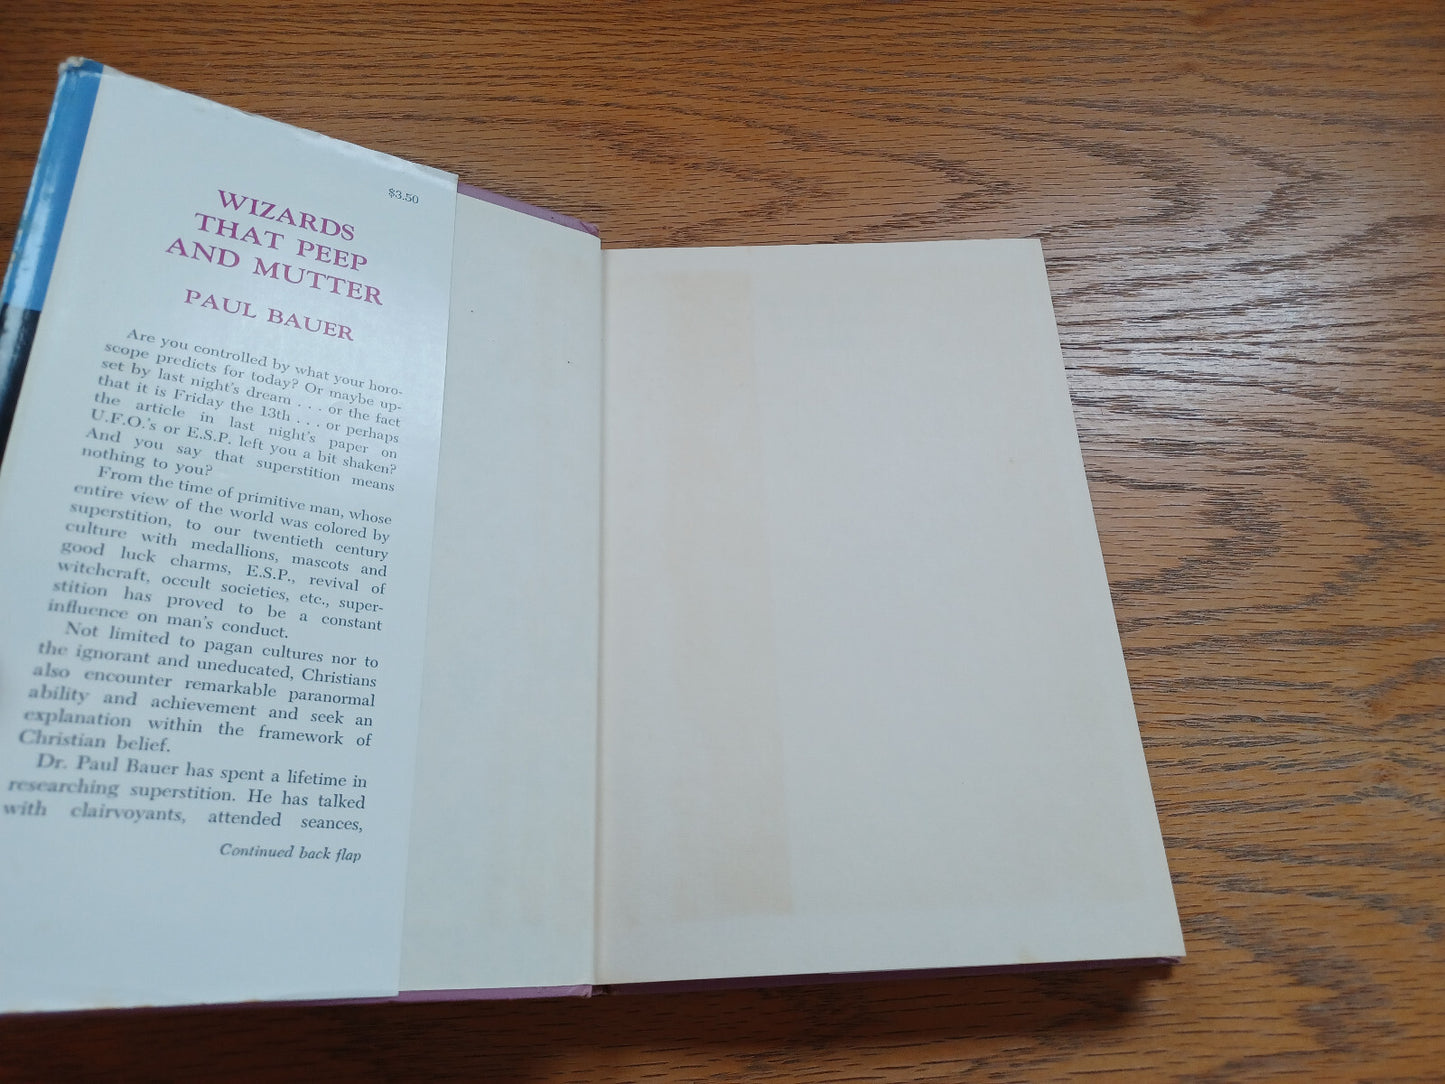 $3.50
WIZARDS
THAT PEEP
AND MUTTER
PAUL BAUER
Are you controlled by what your horo-
scope predicts for today? Or maybe up-
set by last night's dream . . . or the fact
that it is Friday the 13th . . . or perhaps
the article in last night's paper on
U.F.O.'s or E.S.P. left you a bit shaken?
And you say that superstition means
nothing to you?
From the time of primitive man, whose
entire view of the world was colored by
superstition, to our twentieth century
culture with medallions, mascots and
good luck charms, E.S.P., revival of
witchcraft, occult societies, etc., super-
stition has proved to be a constant
influence on man's conduct.
Not limited to pagan cultures nor to
the ignorant and uneducated, Christians
also encounter remarkable paranormal
ability and achievement and seek an
explanation within the framework of
Christian belief.
Dr. Paul Bauer has spent a lifetime in
researching superstition. He has talked
with clairvoyants, attended seances,
Continued back flap